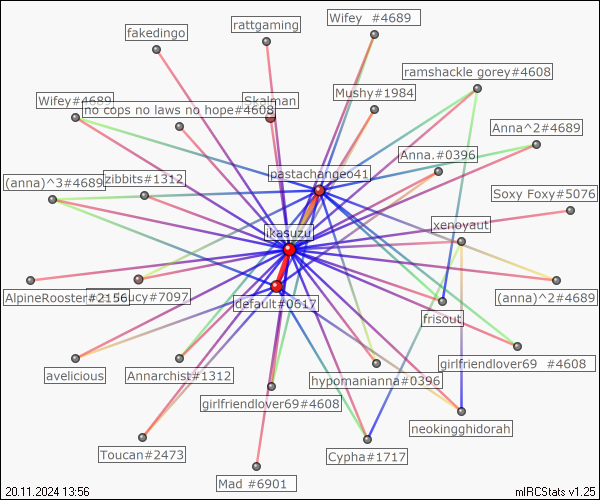 Wifey  #4689
rattgaming
fakedingo
ramshackle gorey#4608
Mushy#1984
Wifey#4689
Skalman
no cops no laws no hope#4608
Anna^2#4689
Anna.#0396
pastachange641
zibbits#1312
(anna)^3#4689
Soxy Foxy#5076
xenoyaut
ikasuzu
AlpineRooster#2156
ucy#7097
(anna)^2#4689
default#0617
frisout
girlfriendlover69  #4608
avelicious
Annarchist#1312
hypomanianna#0396
girlfriendlover69#4608
neokingghidorah
Toucan#2473
Cypha#1717
Mad #6901
20.11.2024 13:56
mIRCStats v1.25